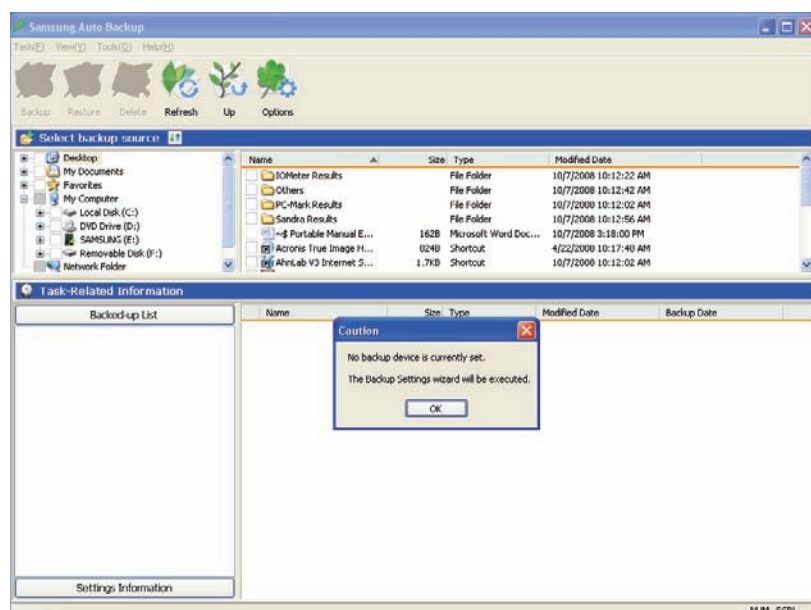 Samsung Auto Backup
Task(F) View(V) Tools(Q) Help(H)
Backup Restore Delete Refresh Up Options
Select backup source
Desktop
My Documents
Favorites
My Computer
Local Disk (C:)
DVD Drive (D:)
SAMSUNG (E:)
Removable Disk (F:)
Network Folder
Name Size Type Modified Date
IOMeter Results File Folder 10/7/2008 10:12:22 AM
Others File Folder 10/7/2008 10:12:42 AM
PC-Mark Results File Folder 10/7/2008 10:12:02 AM
Sandra Results File Folder 10/7/2008 10:12:56 AM
~$ Portable Manual E... 162B Microsoft Word Doc... 10/7/2008 3:18:00 PM
Acronis True Image H... 824B Shortcut 4/22/2008 10:17:48 AM
AhnLab V3 Internet S... 1.7KB Shortcut 10/7/2008 10:12:02 AM
Task-Related Information
Backed-up List
Name Size Type Modified Date Backup Date
Caution
No backup device is currently set.
The Backup Settings wizard will be executed.
OK
Settings Information
NUM SCRL